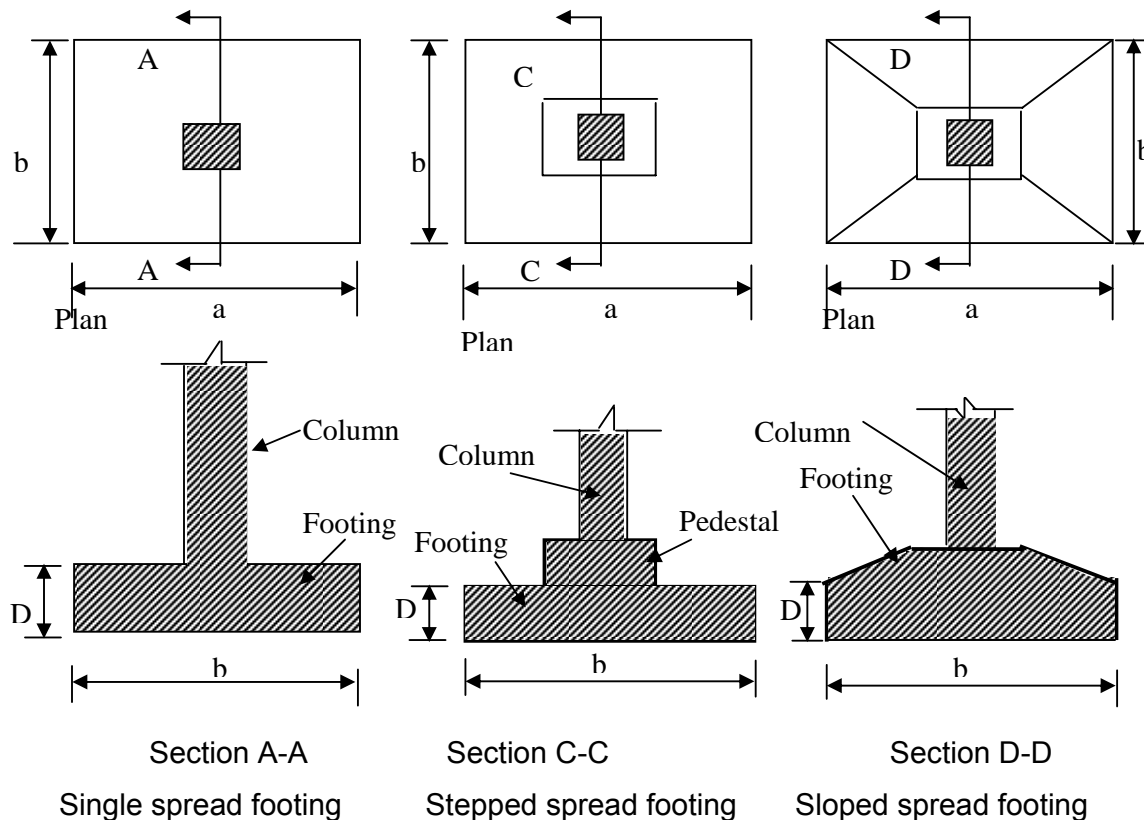 A
C
D
b
b
b
A
C
D
a
a
a
Plan
Plan
Plan
Column
Column
Column
Footing
Pedestal
Footing
Footing
D
D
D
b
b
b
Section A-A
Section C-C
Section D-D
Single spread footing
Stepped spread footing
Sloped spread footing